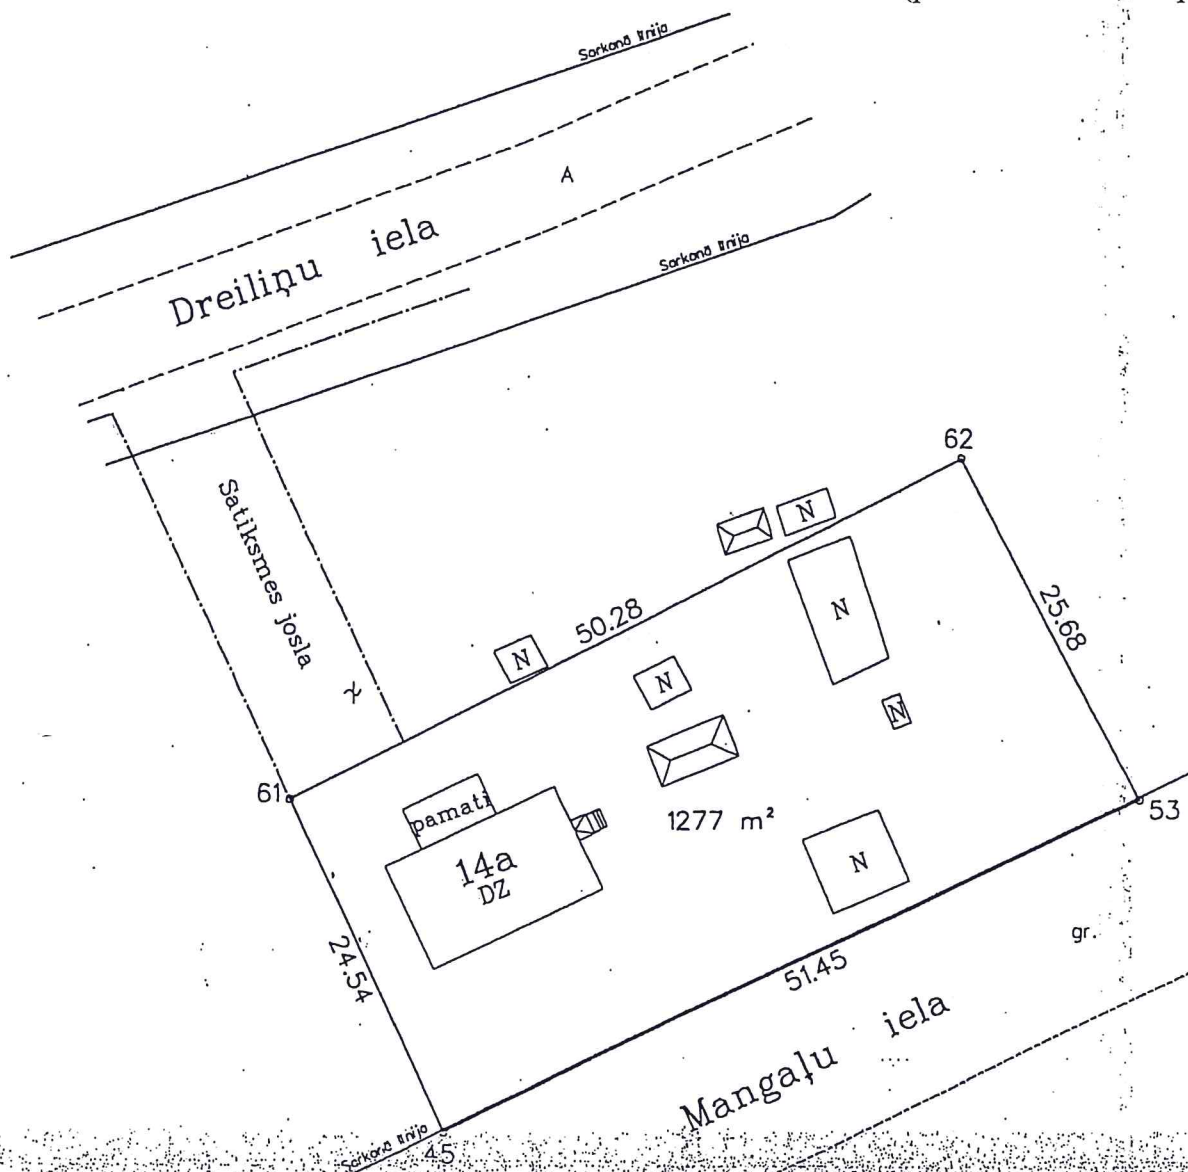 Sarkanā līnija
A
Dreiliņu iela
Sarkanā līnija
62
Satiksmes josla
N
50.28
N
25.68
N
N
N
61
pamati
1277 m²
53
14a
DZ
N
24.54
gr.
51.45
Mangaļu iela
Sarkanā līnija
45